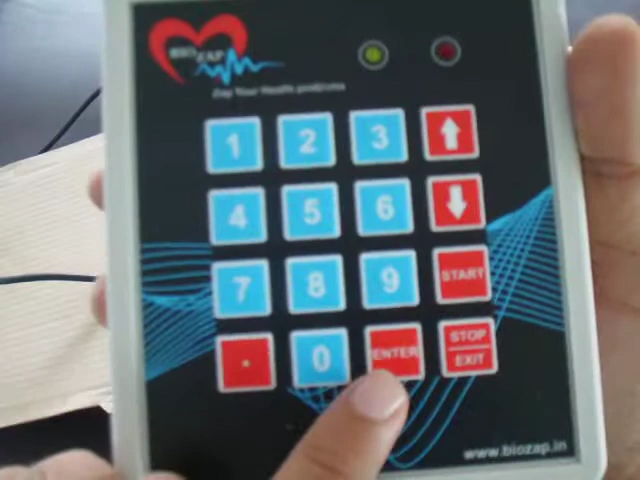 BIO ZAP
Zap Your Health problems
1 2 3
4 5 6
7 8 9 START
. 0 ENTER STOP
EXIT
www.biozap.in